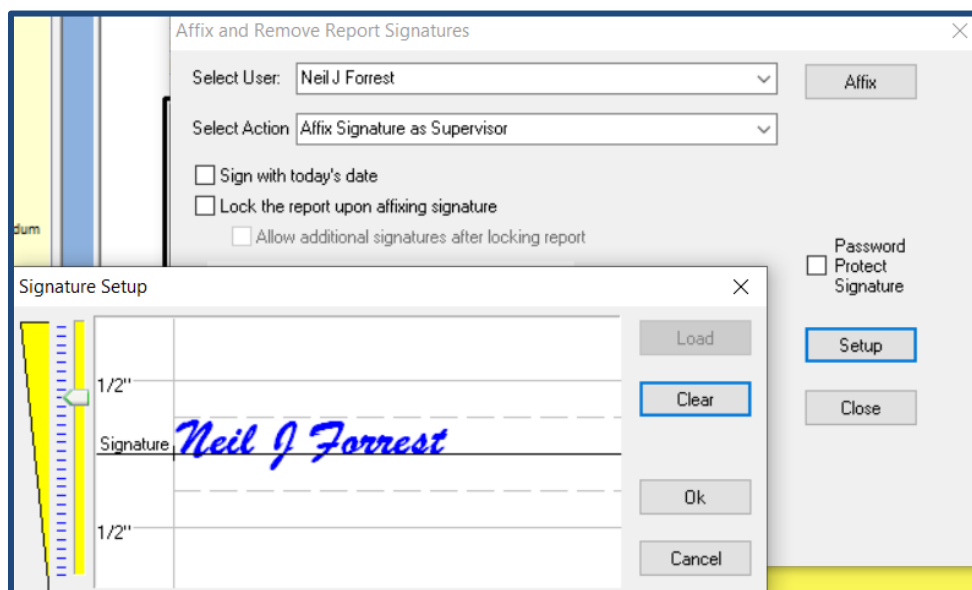 Affix and Remove Report Signatures
Select User: Neil J Forrest
Affix
Select Action Affix Signature as Supervisor
Sign with today's date
Lock the report upon affixing signature
Allow additional signatures after locking report
dum
Password
Protect
Signature
Setup
Close
Signature Setup
Load
1/2"
Clear
Signature Neil J Forrest
Ok
1/2"
Cancel